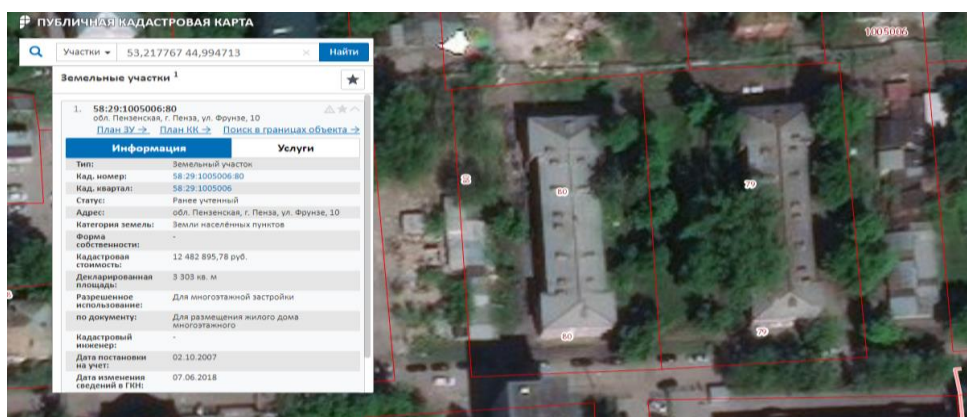 ПУБЛИЧНАЯ КАДАСТРОВАЯ КАРТА
Участки 53,217767 44,994713 × Найти
Земельные участки 1
1. 58:29:1005006:80
обл. Пензенская, г. Пенза, ул. Фрунзе, 10
План ЗУ → План КК → Поиск в границах объекта →
Информация Услуги
Тип: Земельный участок
Кад. номер: 58:29:1005006:80
Кад. квартал: 58:29:1005006
Статус: Ранее учтенный
Адрес: обл. Пензенская, г. Пенза, ул. Фрунзе, 10
Категория земель: Земли населённых пунктов
Форма
собственности: -
Кадастровая
стоимость: 12 482 895,78 руб.
Декларированная
площадь: 3 303 кв. м
Разрешенное
использование: Для многоэтажной застройки
по документу: Для размещения жилого дома
многоэтажного
Кадастровый
инженер: -
Дата постановки
на учет: 02.10.2007
Дата изменения
сведений в ГКН: 07.06.2018
1005006
80
79
80
79